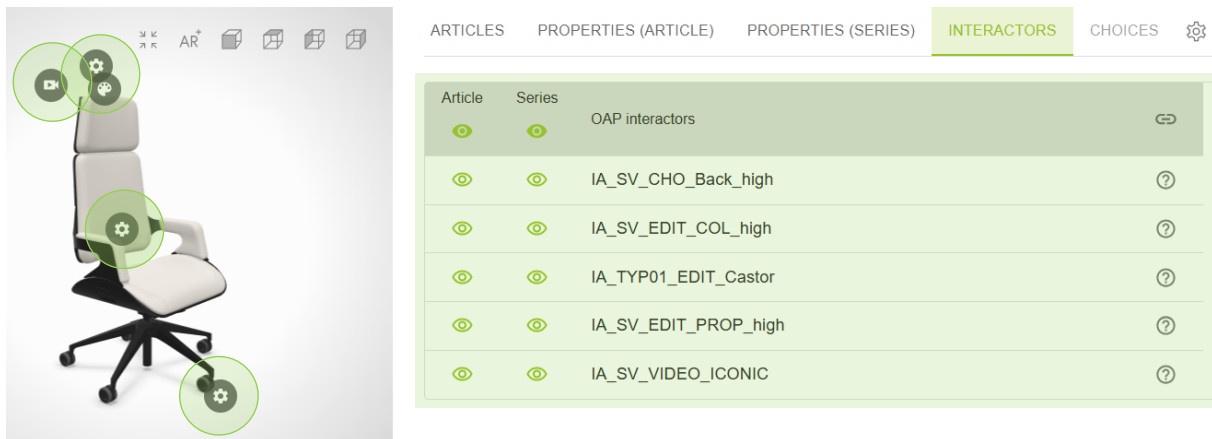 AR+
ARTICLES PROPERTIES (ARTICLE) PROPERTIES (SERIES) INTERACTORS CHOICES
Article Series
OAP interactors
IA_SV_CHO_Back_high
IA_SV_EDIT_COL_high
IA_TYP01_EDIT_Castor
IA_SV_EDIT_PROP_high
IA_SV_VIDEO_ICONIC